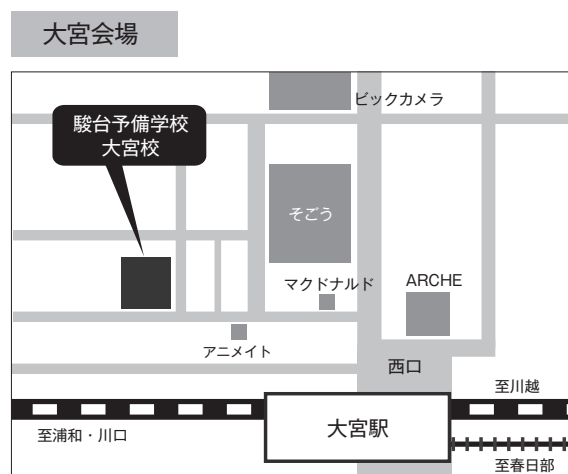 大宮会場
ビックカメラ
駿台予備学校
大宮校
そごう
マクドナルド
ARCHE
アニメイト
西口
至川越
大宮駅
至浦和・川口
至春日部